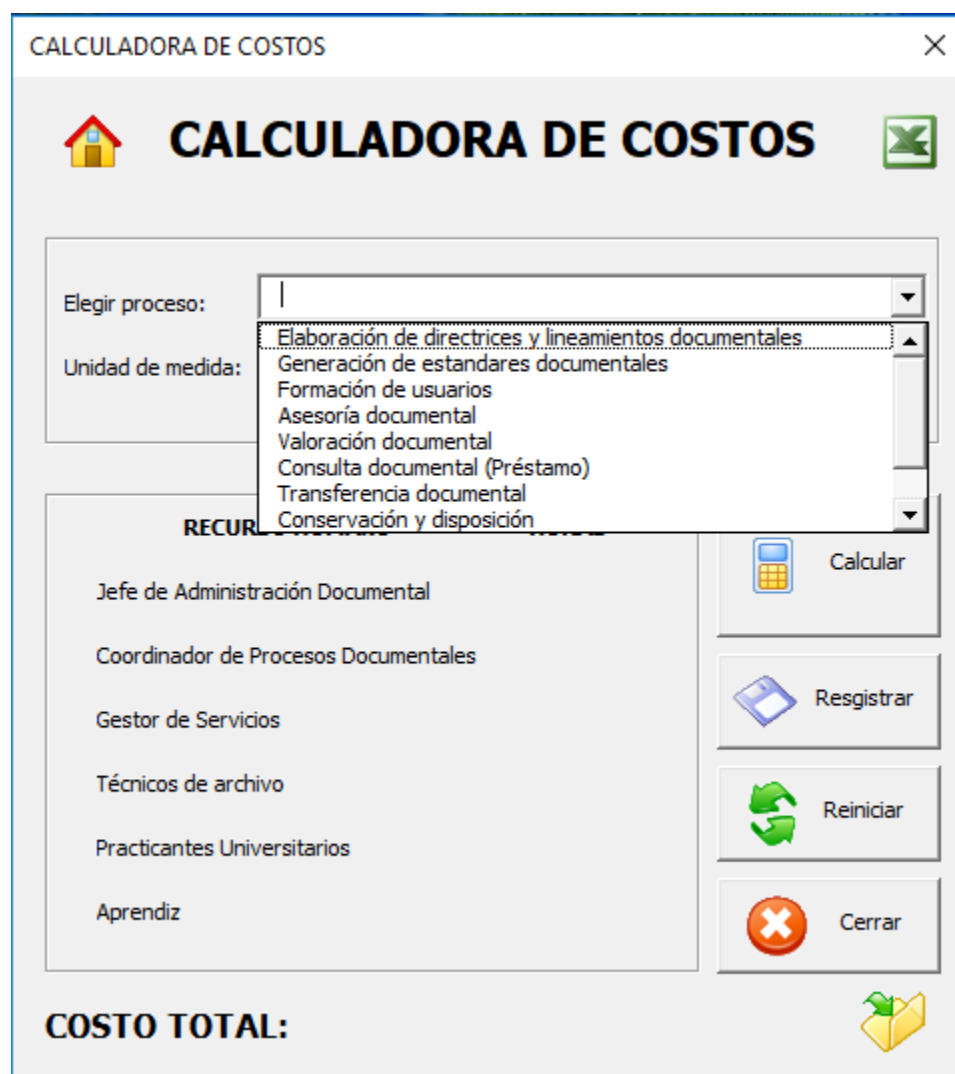 CALCULADORA DE COSTOS
CALCULADORA DE COSTOS
Elegir proceso:
Elaboración de directrices y lineamientos documentales
Unidad de medida:
Generación de estandares documentales
Formación de usuarios
Asesoría documental
Valoración documental
Consulta documental (Préstamo)
Transferencia documental
Conservación y disposición
Calcular
Jefe de Administración Documental
Coordinador de Procesos Documentales
Resgistrar
Gestor de Servicios
Técnicos de archivo
Reiniciar
Practicantes Universitarios
Aprendiz
Cerrar
COSTO TOTAL: